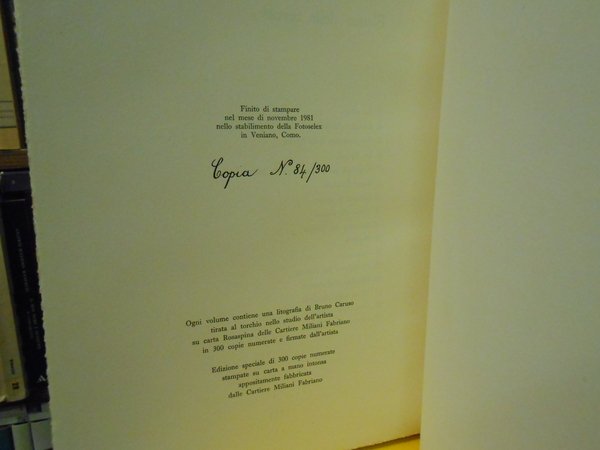 Finito di stampare
nel mese di novembre 1981
nello stabilimento della Fotoselex
in Veniano, Como.
Copia N. 84/300
Ogni volume contiene una litografia di Bruno Caruso
tirata al torchio nello studio dell'artista
su carta Rosaspina delle Cartiere Miliani Fabriano
in 300 copie numerate e firmate dall'artista
Edizione speciale di 300 copie numerate
stampate su carta a mano intonsa
appositamente fabbricata
dalle Cartiere Miliani Fabriano